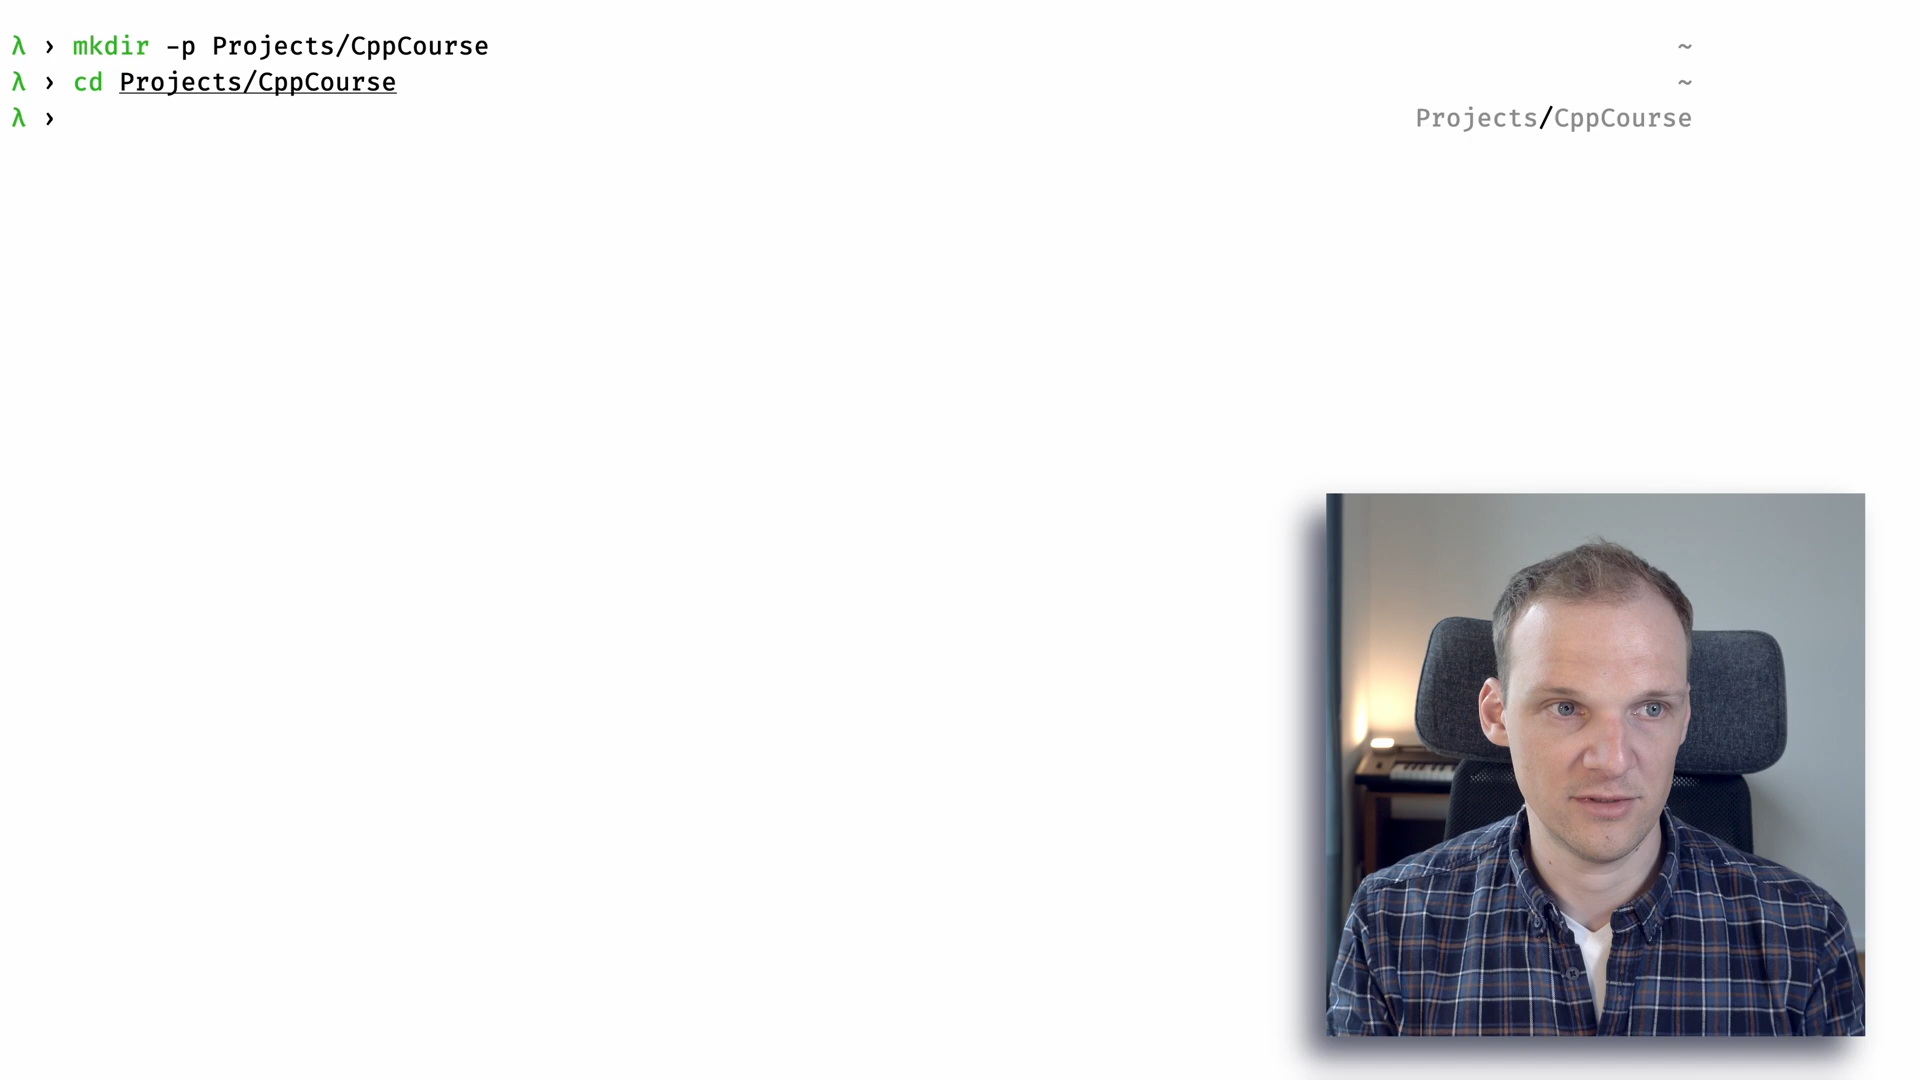 λ › mkdir -p Projects/CppCourse ~
λ › cd Projects/CppCourse ~
λ › Projects/CppCourse